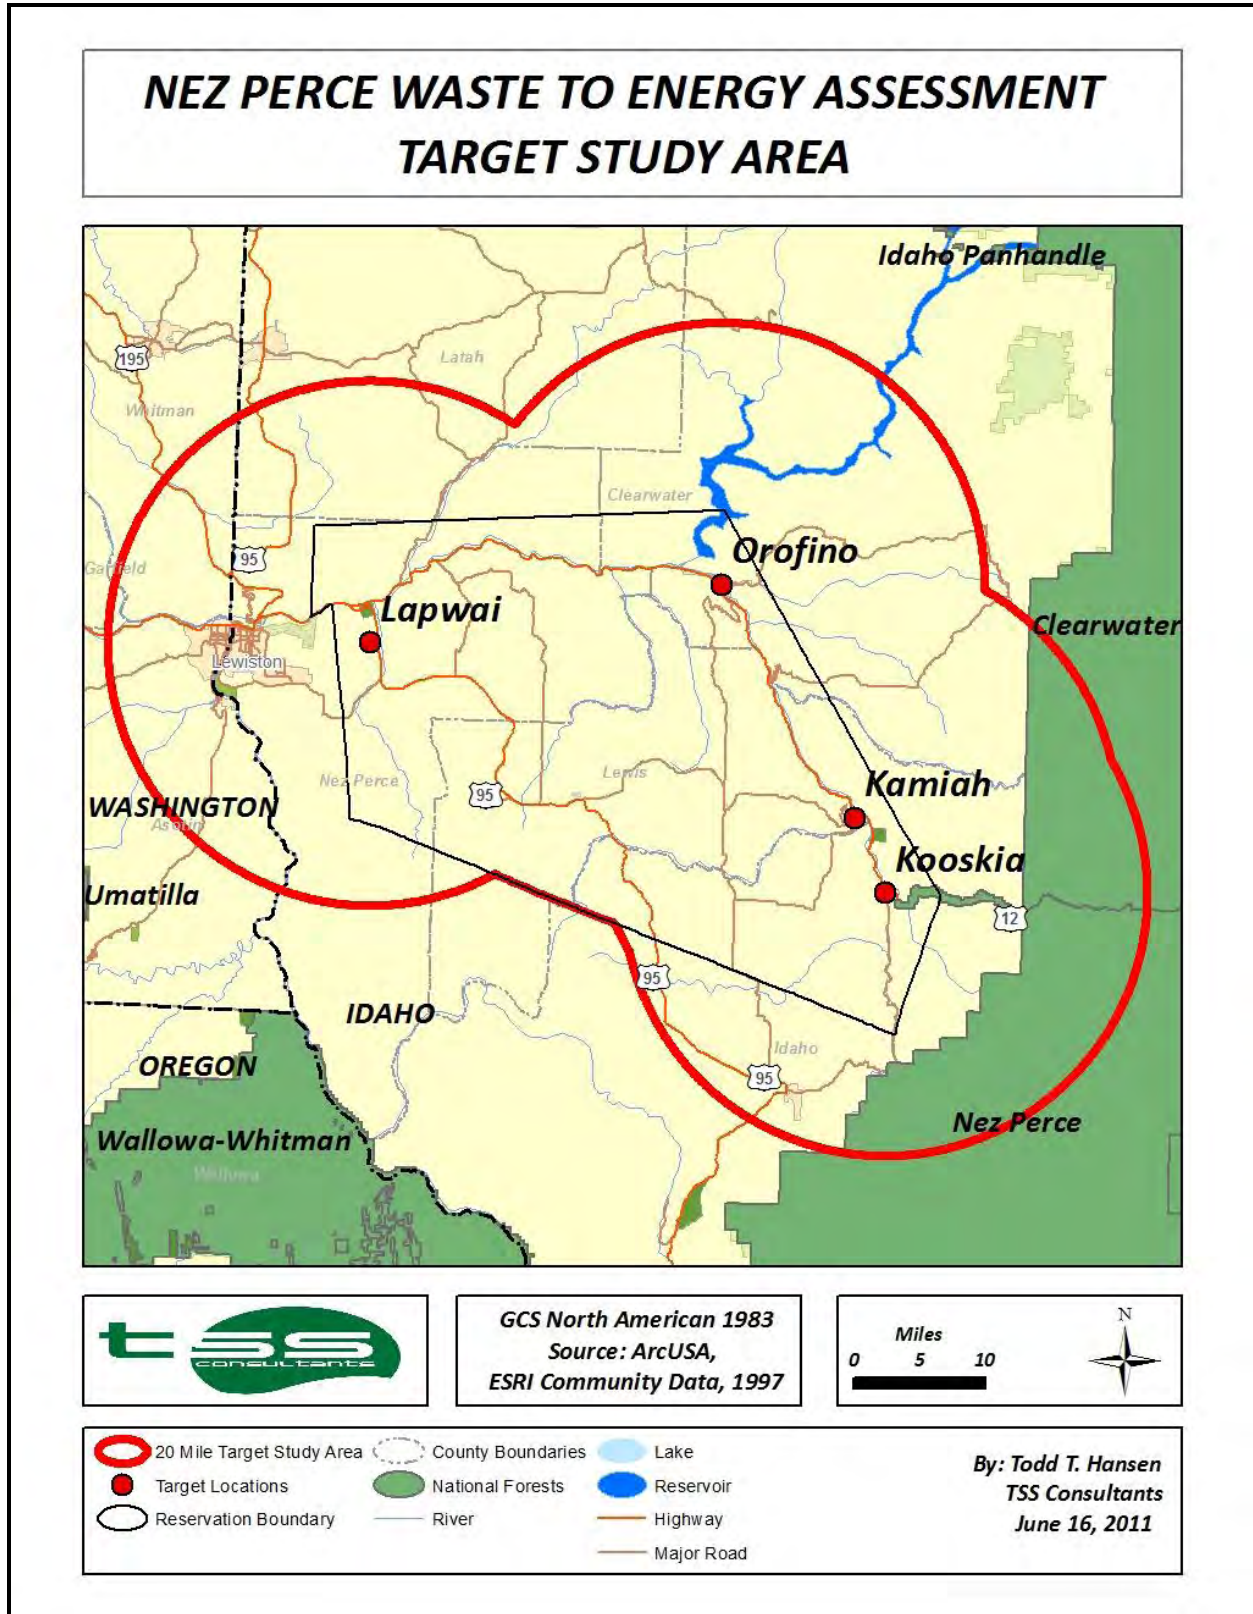 NEZ PERCE WASTE TO ENERGY ASSESSMENT
TARGET STUDY AREA
Idaho Panhandle
195
Latah
Whitman
Clearwater
95
Orofino
Garfield
Lapwai
Clearwater
Lewiston
Nez Perce
Lewis
Kamiah
95
WASHINGTON
Asotin
Kooskia
Umatilla
12
95
IDAHO
Idaho
OREGON
95
Nez Perce
Wallowa-Whitman
Wallowa
tss
consultants
GCS North American 1983
Source: ArcUSA,
ESRI Community Data, 1997
Miles
0 5 10
N
20 Mile Target Study Area
Target Locations
Reservation Boundary
County Boundaries
National Forests
River
Lake
Reservoir
Highway
Major Road
By: Todd T. Hansen
TSS Consultants
June 16, 2011